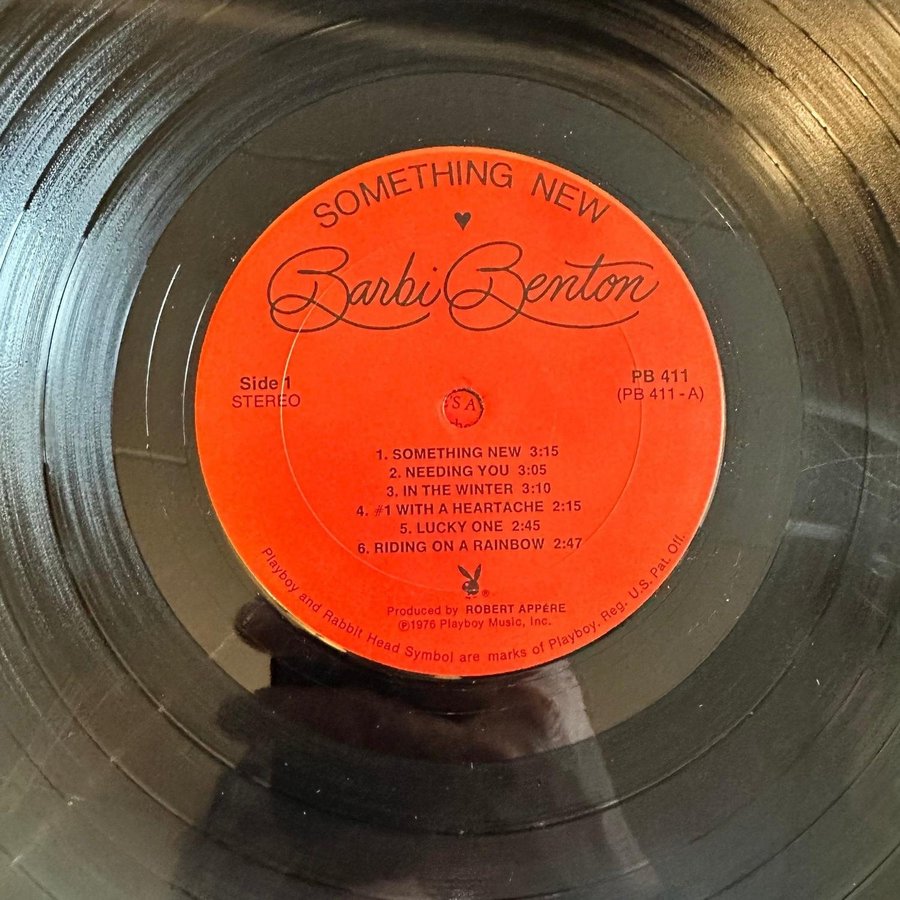 SOMETHING NEW
Barbi Benton
Side 1
STEREO
PB 411
(PB 411-A)
'S A
1. SOMETHING NEW 3:15
2. NEEDING YOU 3:05
3. IN THE WINTER 3:10
4. #1 WITH A HEARTACHE 2:15
5. LUCKY ONE 2:45
6. RIDING ON A RAINBOW 2:47
®
Produced by ROBERT APPÉRE
Ⓟ1976 Playboy Music, Inc.
Playboy and Rabbit Head Symbol are marks of Playboy. Reg. U.S. Pat. Off.